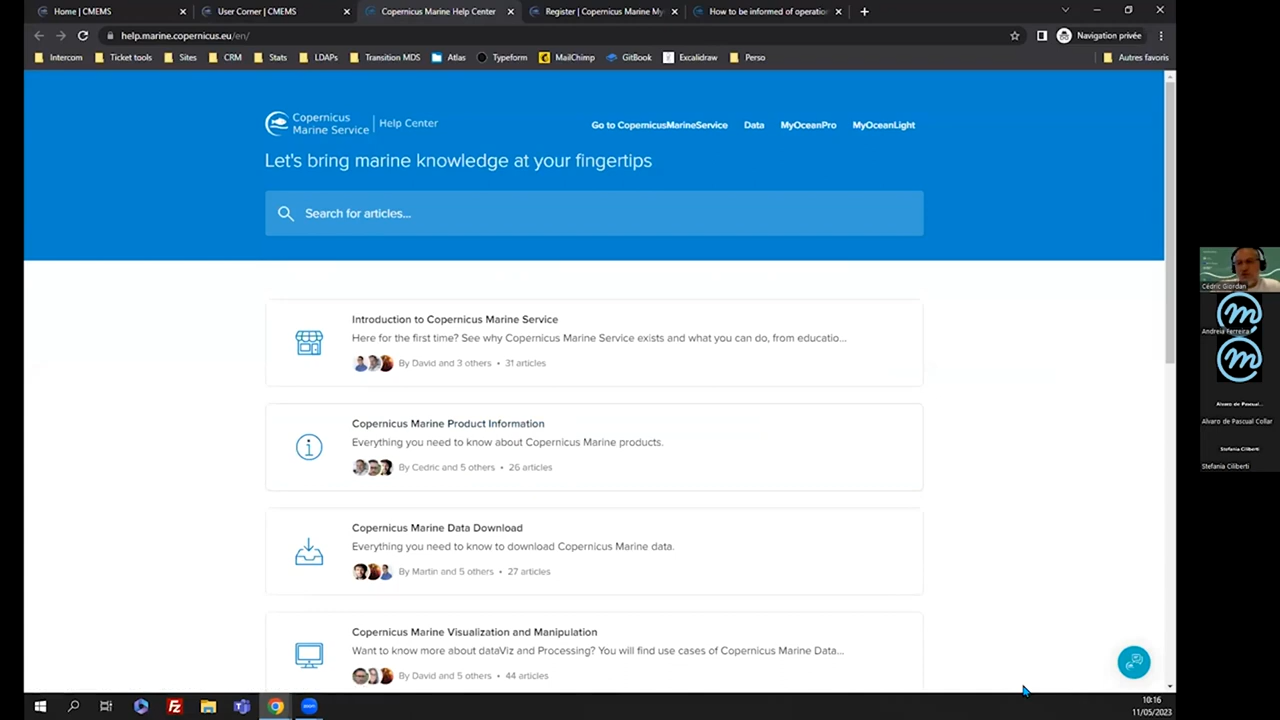 Home | CMEMS
User Corner | CMEMS
Copernicus Marine Help Center
Register | Copernicus Marine My
How to be informed of operatio
help.marine.copernicus.eu/en/
Navigation privée
Intercom
Ticket tools
Sites
CRM
Stats
LDAPs
Transition MDS
Atlas
Typeform
MailChimp
GitBook
Excalidraw
Perso
Autres favoris
Copernicus
Marine Service
Help Center
Go to CopernicusMarineService
Data
MyOceanPro
MyOceanLight
Let's bring marine knowledge at your fingertips
Search for articles...
Introduction to Copernicus Marine Service
Here for the first time? See why Copernicus Marine Service exists and what you can do, from educatio...
By David and 3 others • 31 articles
Copernicus Marine Product Information
Everything you need to know about Copernicus Marine products.
By Cedric and 5 others • 26 articles
Copernicus Marine Data Download
Everything you need to know to download Copernicus Marine data.
By Martin and 5 others • 27 articles
Copernicus Marine Visualization and Manipulation
Want to know more about dataViz and Processing? You will find use cases of Copernicus Marine Data...
By David and 5 others • 44 articles
Cédric Giordan
Andreia Ferreira
Alvaro de Pascual...
Alvaro de Pascual Collar
Stefania Ciliberti
Stefania Ciliberti
10:16
11/05/2023